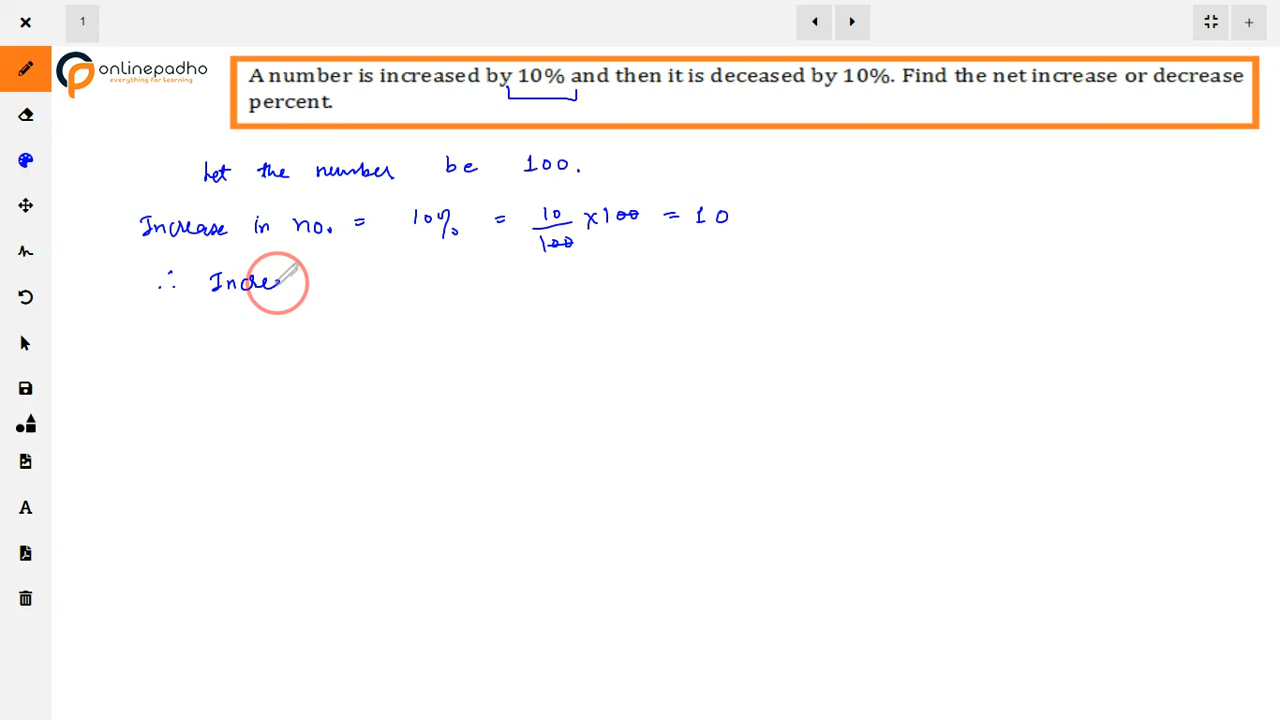 1
onlinepadho
everything for learning
A number is increased by 10% and then it is deceased by 10%. Find the net increase or decrease
percent.
Let the number be 100.
Increase in no. = 10% = 10/100 x 100 = 10
∴ Incre
A